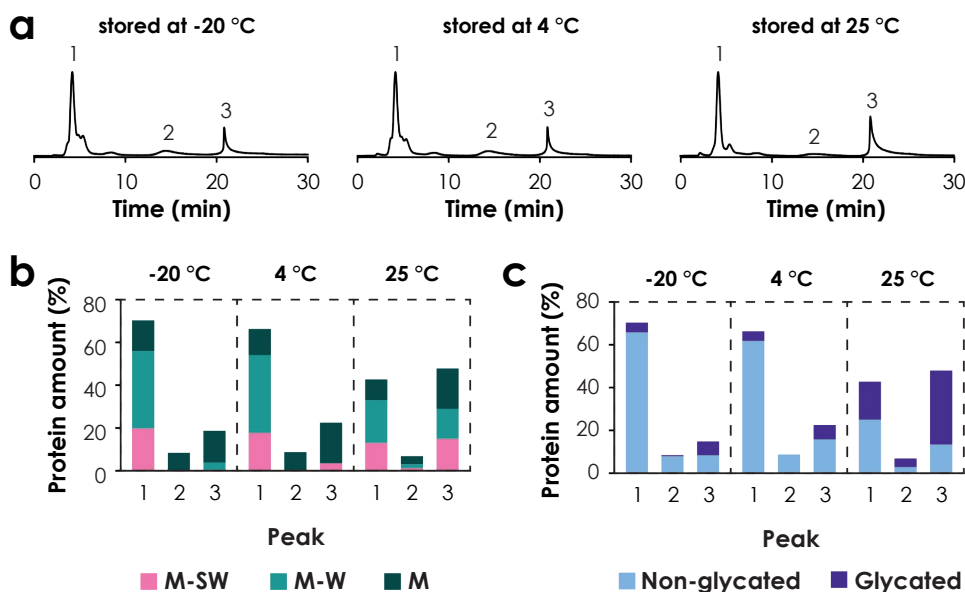 a
stored at -20 °C
stored at 4 °C
stored at 25 °C
1
2
3
1
2
3
1
2
3
0 10 20 30
0 10 20 30
0 10 20 30
Time (min)
Time (min)
Time (min)
b
-20 °C 4 °C 25 °C
Protein amount (%)
80
60
40
20
0
1 2 3 1 2 3 1 2 3
Peak
M-SW M-W M
c
-20 °C 4 °C 25 °C
Protein amount (%)
80
60
40
20
0
1 2 3 1 2 3 1 2 3
Peak
Non-glycated Glycated